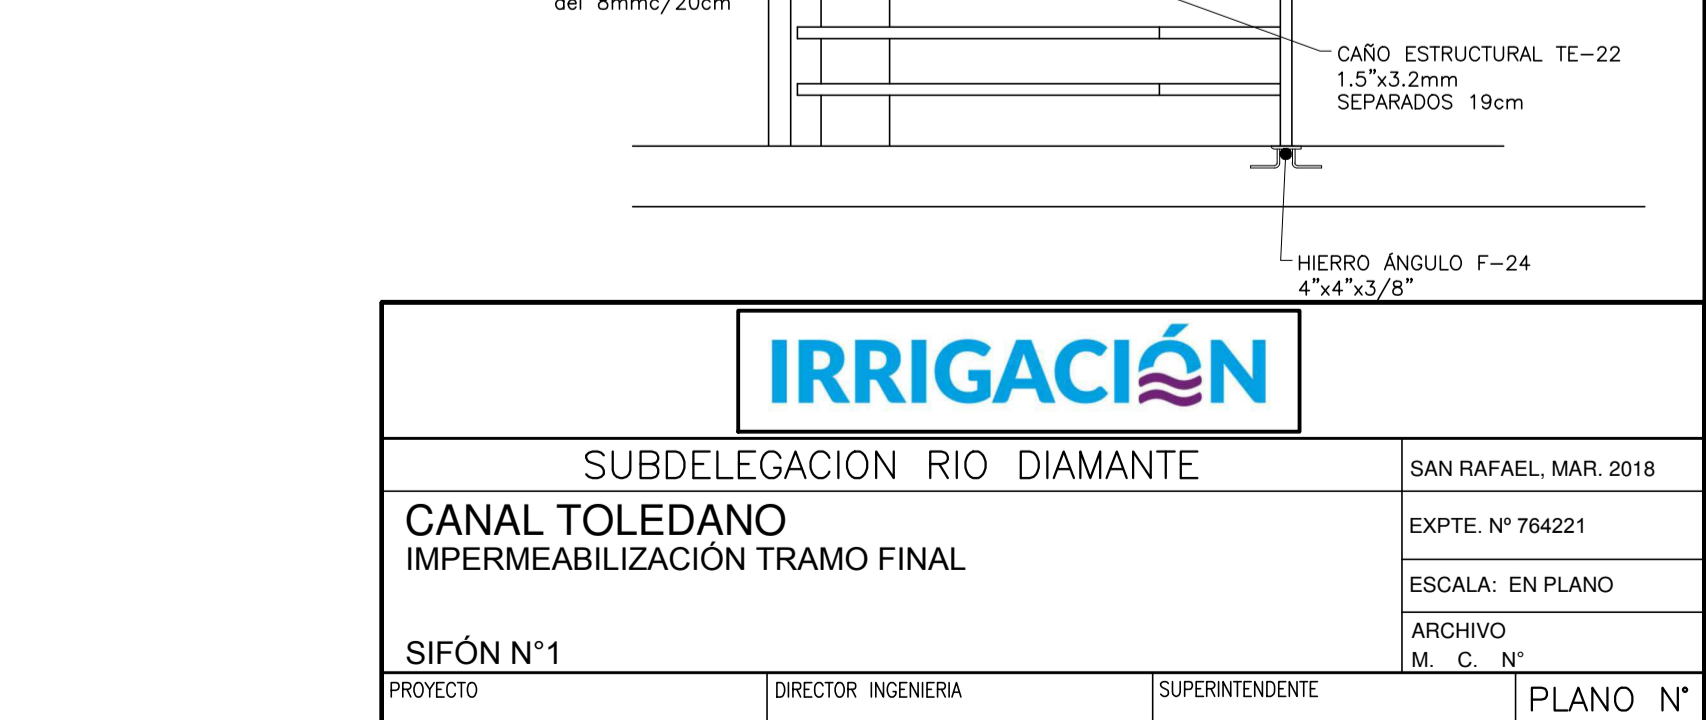 del 8mmc/20cm
CAÑO ESTRUCTURAL TE-22
1.5"x3.2mm
SEPARADOS 19cm
HIERRO ÁNGULO F-24
4"x4"x3/8"
IRRIGACIÓN
SUBDELEGACION RIO DIAMANTE
SAN RAFAEL, MAR. 2018
CANAL TOLEDANO
IMPERMEABILIZACIÓN TRAMO FINAL
EXPTE. Nº 764221
ESCALA: EN PLANO
SIFÓN N°1
ARCHIVO
M. C. N°
PROYECTO
DIRECTOR INGENIERIA
SUPERINTENDENTE
PLANO N°